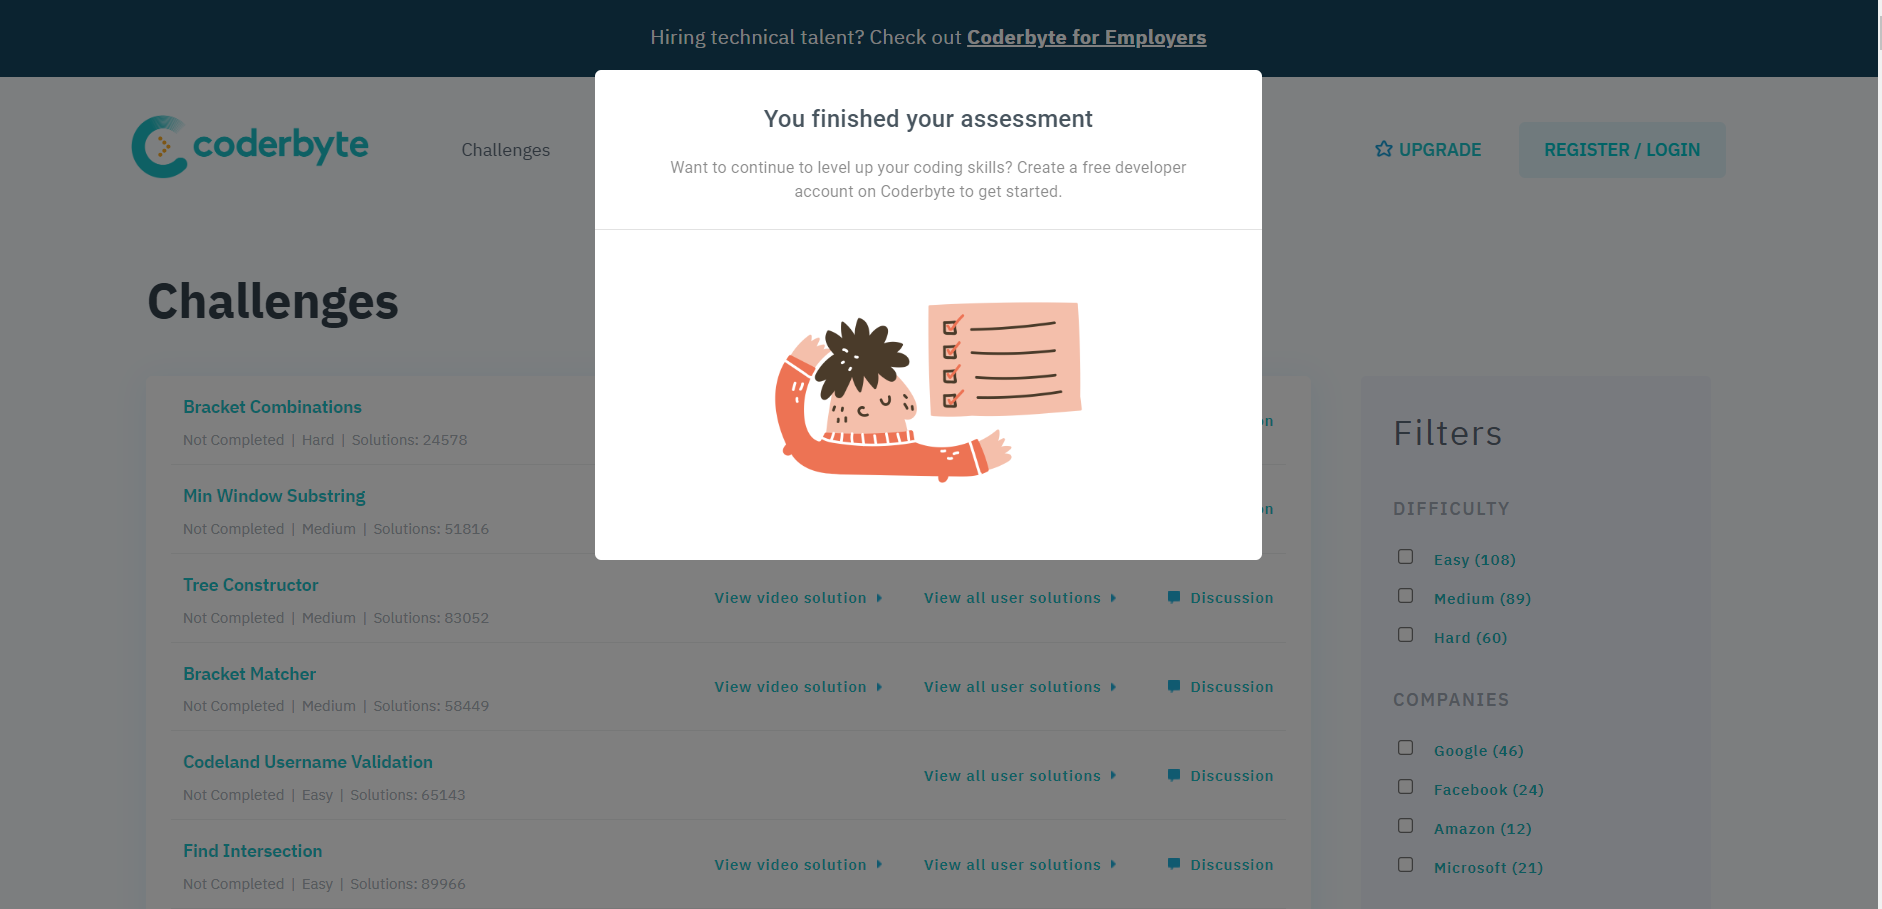 Hiring technical talent? Check out Coderbyte for Employers
coderbyte
Challenges
UPGRADE
REGISTER / LOGIN
You finished your assessment
Want to continue to level up your coding skills? Create a free developer
account on Coderbyte to get started.
Challenges
Bracket Combinations
Not Completed | Hard | Solutions: 24578
Min Window Substring
Not Completed | Medium | Solutions: 51816
Tree Constructor
Not Completed | Medium | Solutions: 83052
View video solution
View all user solutions
Discussion
Bracket Matcher
Not Completed | Medium | Solutions: 58449
View video solution
View all user solutions
Discussion
Codeland Username Validation
Not Completed | Easy | Solutions: 65143
View all user solutions
Discussion
Find Intersection
Not Completed | Easy | Solutions: 89966
View video solution
View all user solutions
Discussion
Filters
DIFFICULTY
Easy (108)
Medium (89)
Hard (60)
COMPANIES
Google (46)
Facebook (24)
Amazon (12)
Microsoft (21)